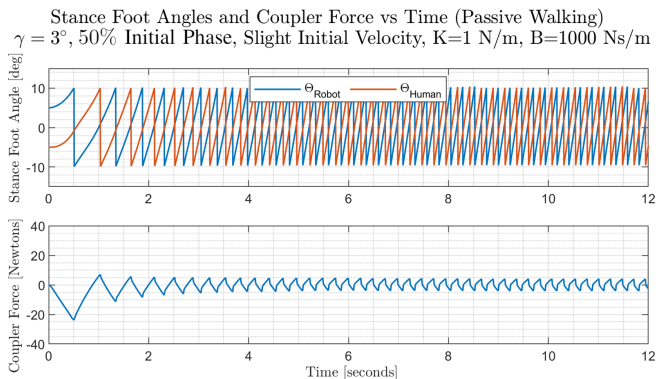 Stance Foot Angles and Coupler Force vs Time (Passive Walking)
γ = 3°, 50% Initial Phase, Slight Initial Velocity, K=1 N/m, B=1000 Ns/m
Stance Foot Angle [deg]
10
0
-10
Θ_Robot Θ_Human
0 2 4 6 8 10 12
Coupler Force [Newtons]
40
20
0
-20
-40
0 2 4 6 8 10 12
Time [seconds]